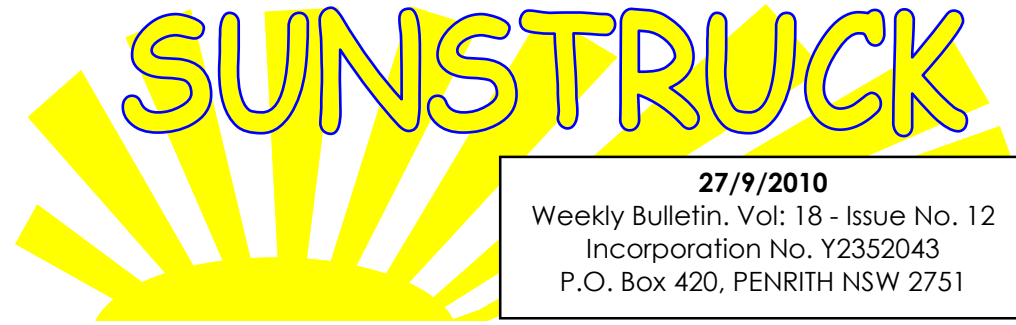 SUNSTRUCK
27/9/2010
Weekly Bulletin. Vol: 18 - Issue No. 12
Incorporation No. Y2352043
P.O. Box 420, PENRITH NSW 2751